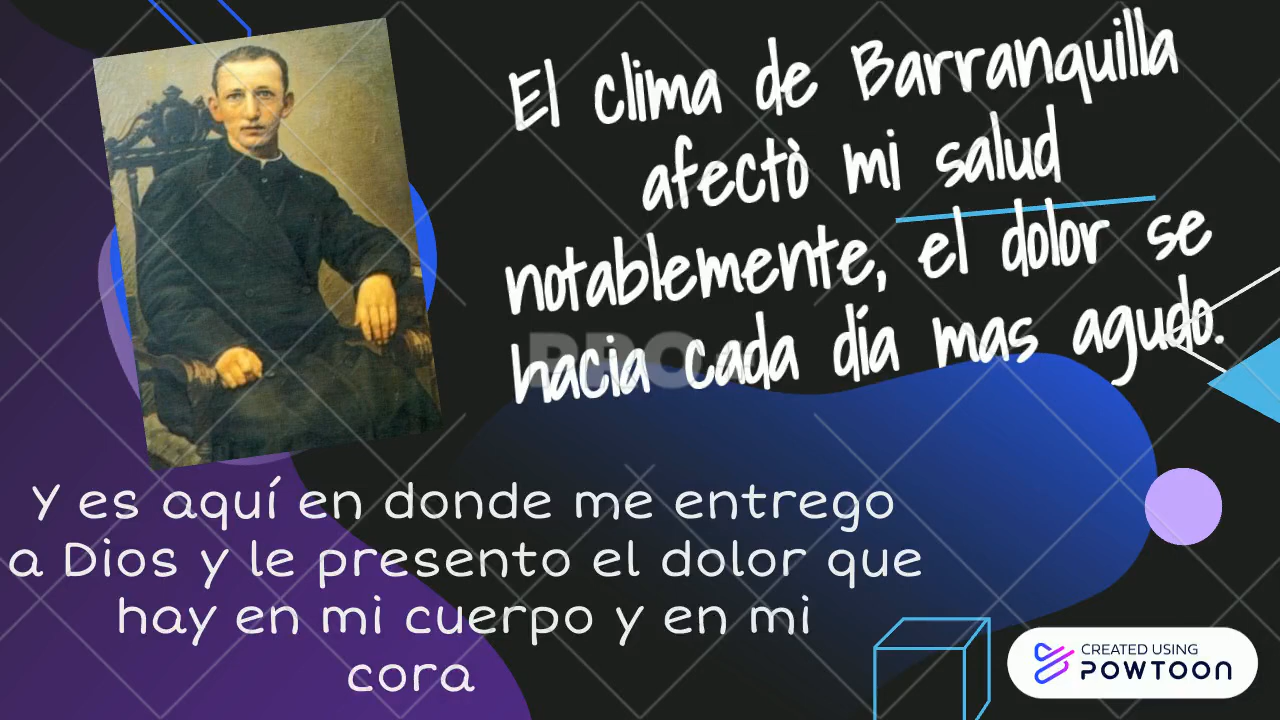 El clima de Barranquilla
afectò mi salud
notablemente, el dolor se
hacia cada día mas agudo.
PRO
Y es aquí en donde me entrego
a Dios y le presento el dolor que
hay en mi cuerpo y en mi
cora
CREATED USING
POWTOON